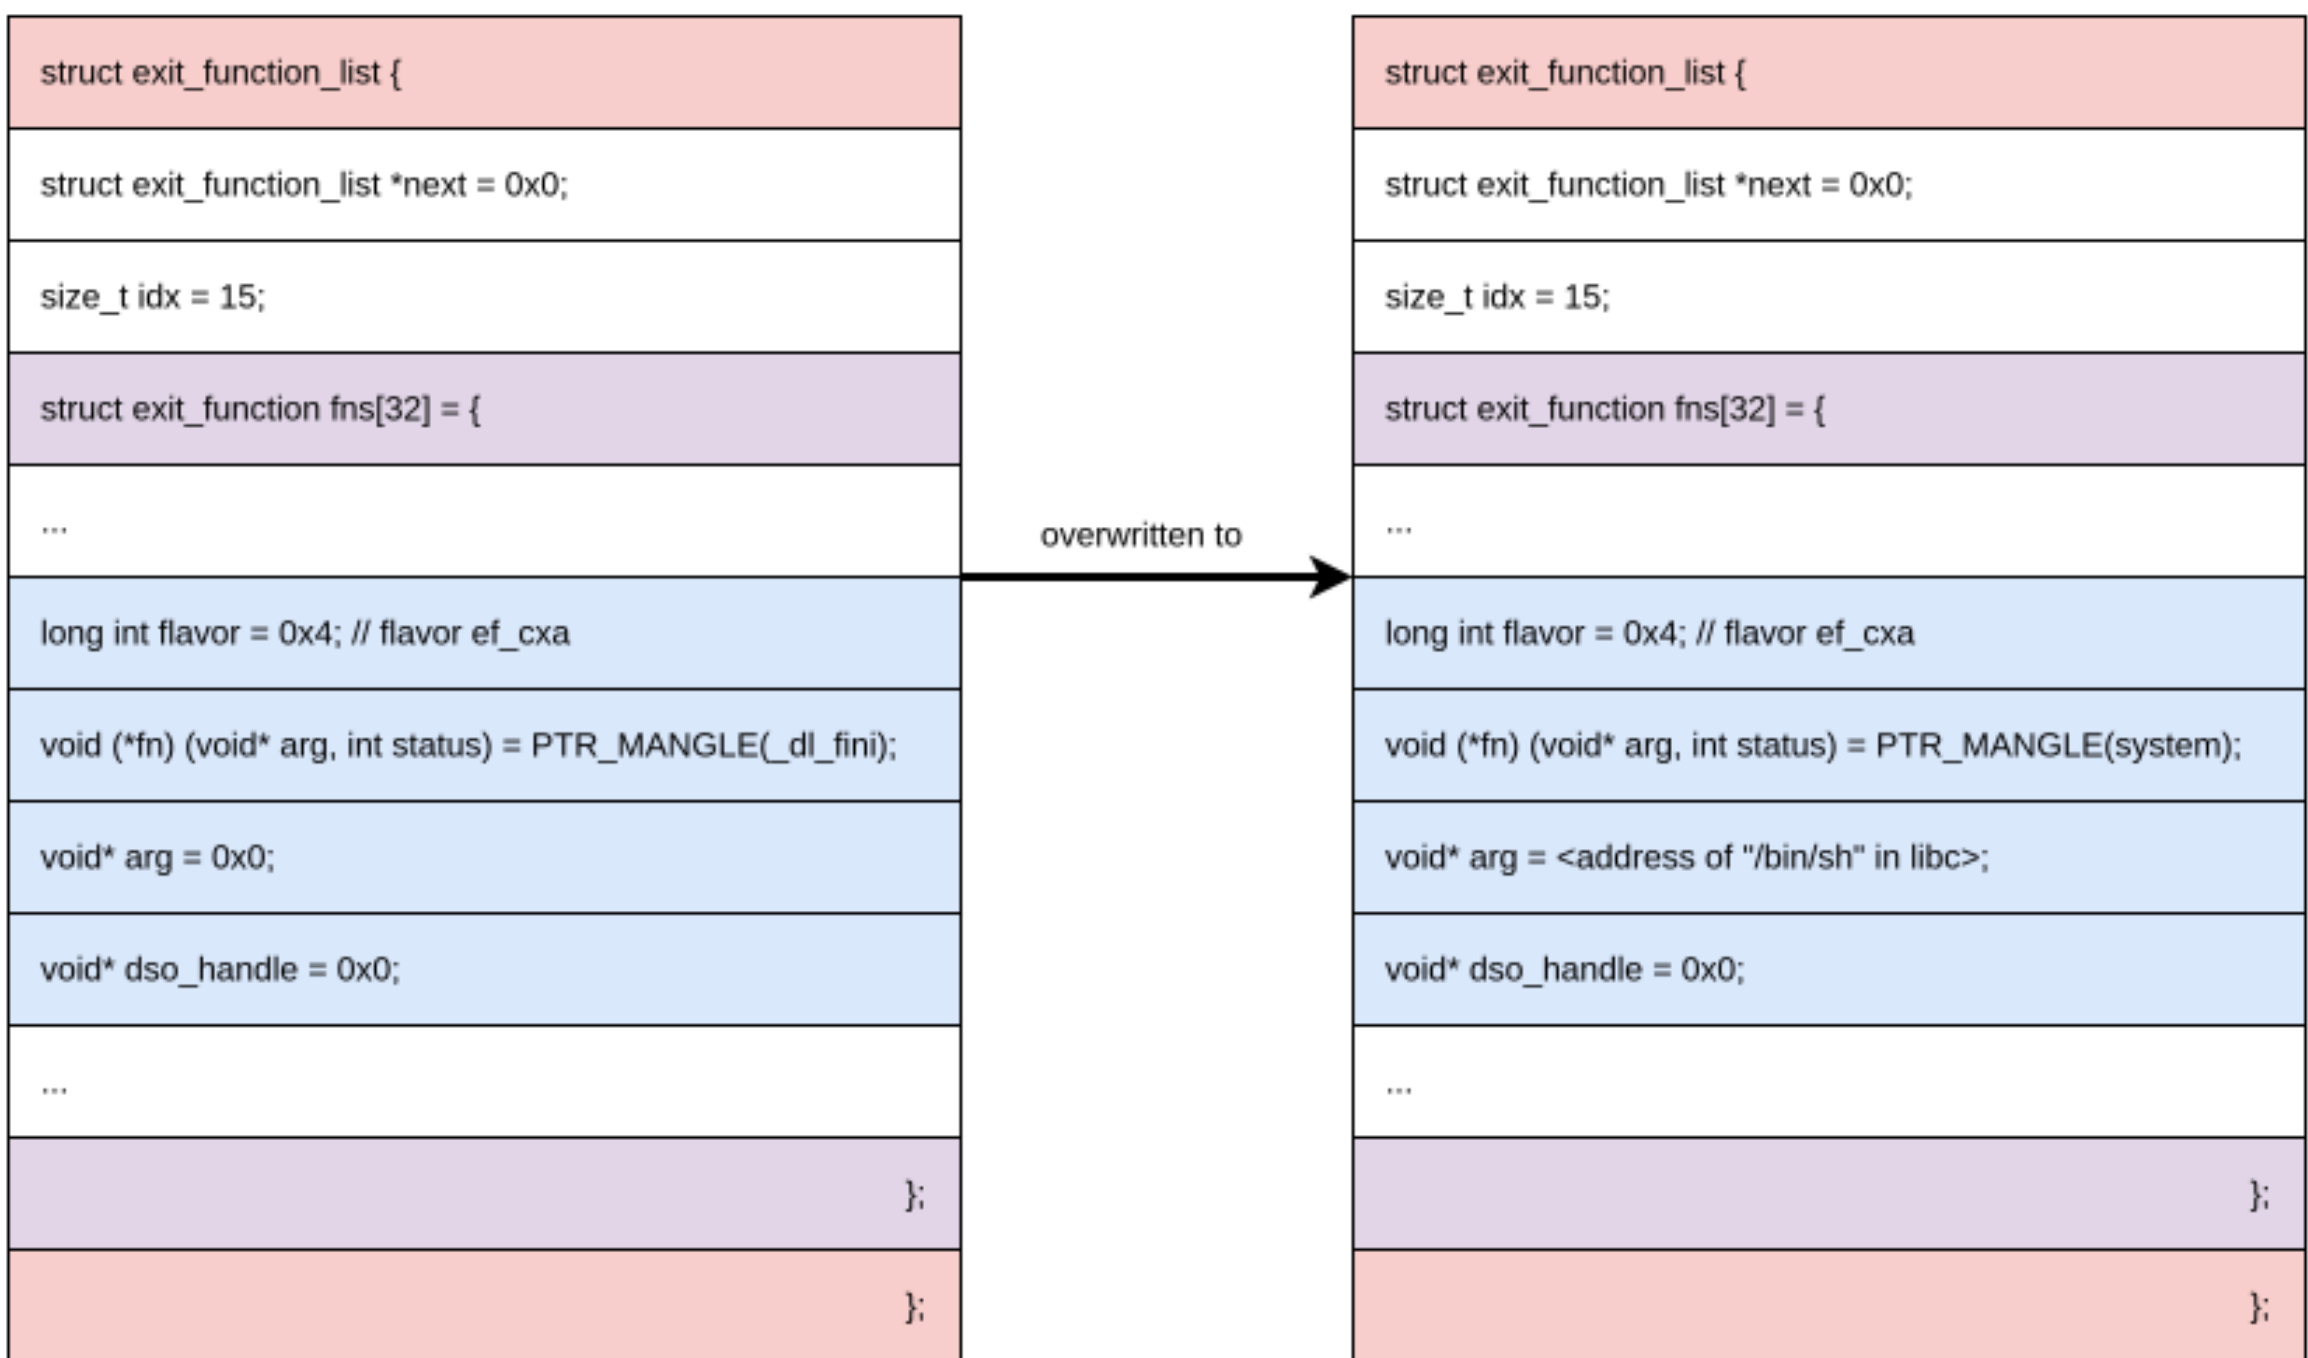 struct exit_function_list {
struct exit_function_list *next = 0x0;
size_t idx = 15;
struct exit_function fns[32] = {
...
long int flavor = 0x4; // flavor ef_cxa
void (*fn) (void* arg, int status) = PTR_MANGLE(_dl_fini);
void* arg = 0x0;
void* dso_handle = 0x0;
...
};
};
overwritten to
struct exit_function_list {
struct exit_function_list *next = 0x0;
size_t idx = 15;
struct exit_function fns[32] = {
...
long int flavor = 0x4; // flavor ef_cxa
void (*fn) (void* arg, int status) = PTR_MANGLE(system);
void* arg = <address of "/bin/sh" in libc>;
void* dso_handle = 0x0;
...
};
};